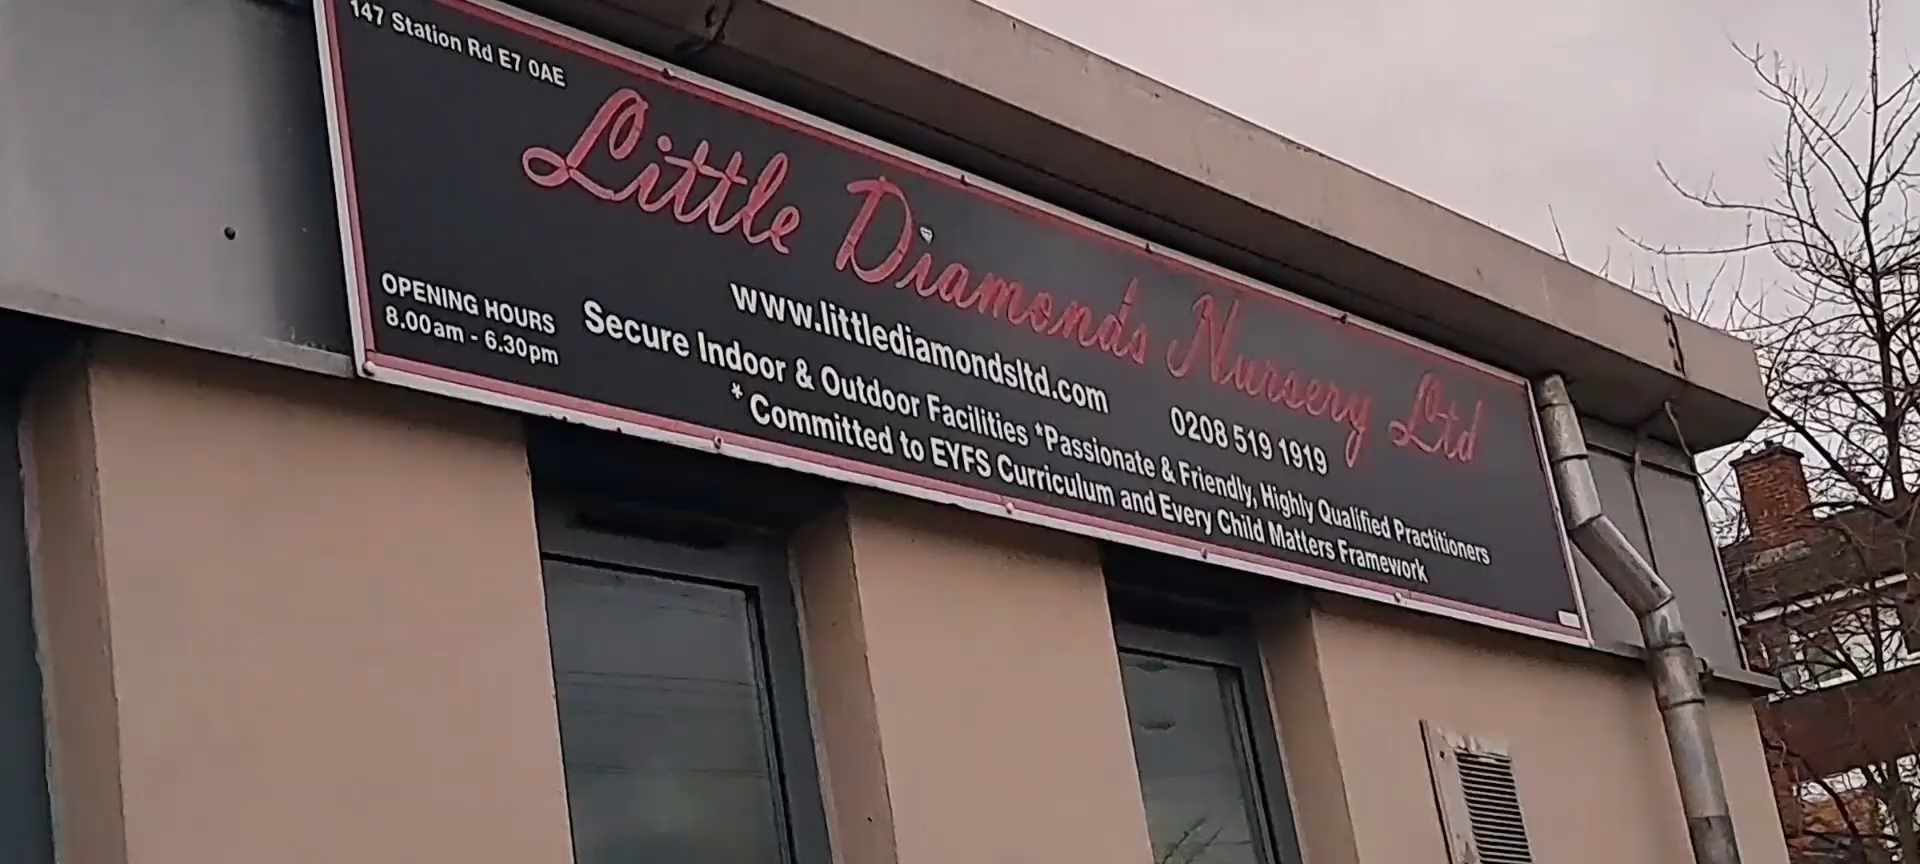 147 Station Rd E7 0AE
Little Diamonds Nursery Ltd
www.littlediamondsltd.com 0208 519 1919
OPENING HOURS
8.00am - 6.30pm
Secure Indoor & Outdoor Facilities *Passionate & Friendly, Highly Qualified Practitioners
* Committed to EYFS Curriculum and Every Child Matters Framework